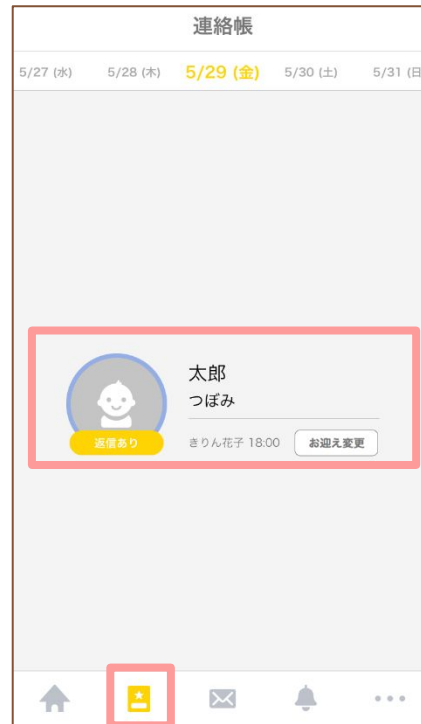 連絡帳
5/27 (水) 5/28 (木) 5/29 (金) 5/30 (土) 5/31 (日
太郎
つぼみ
返信あり きりん花子 18:00 お迎え変更